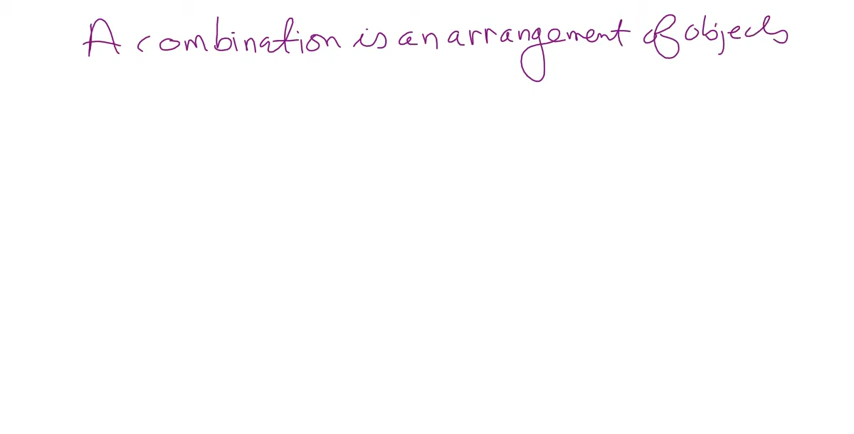 A combination is an arrangement of objects